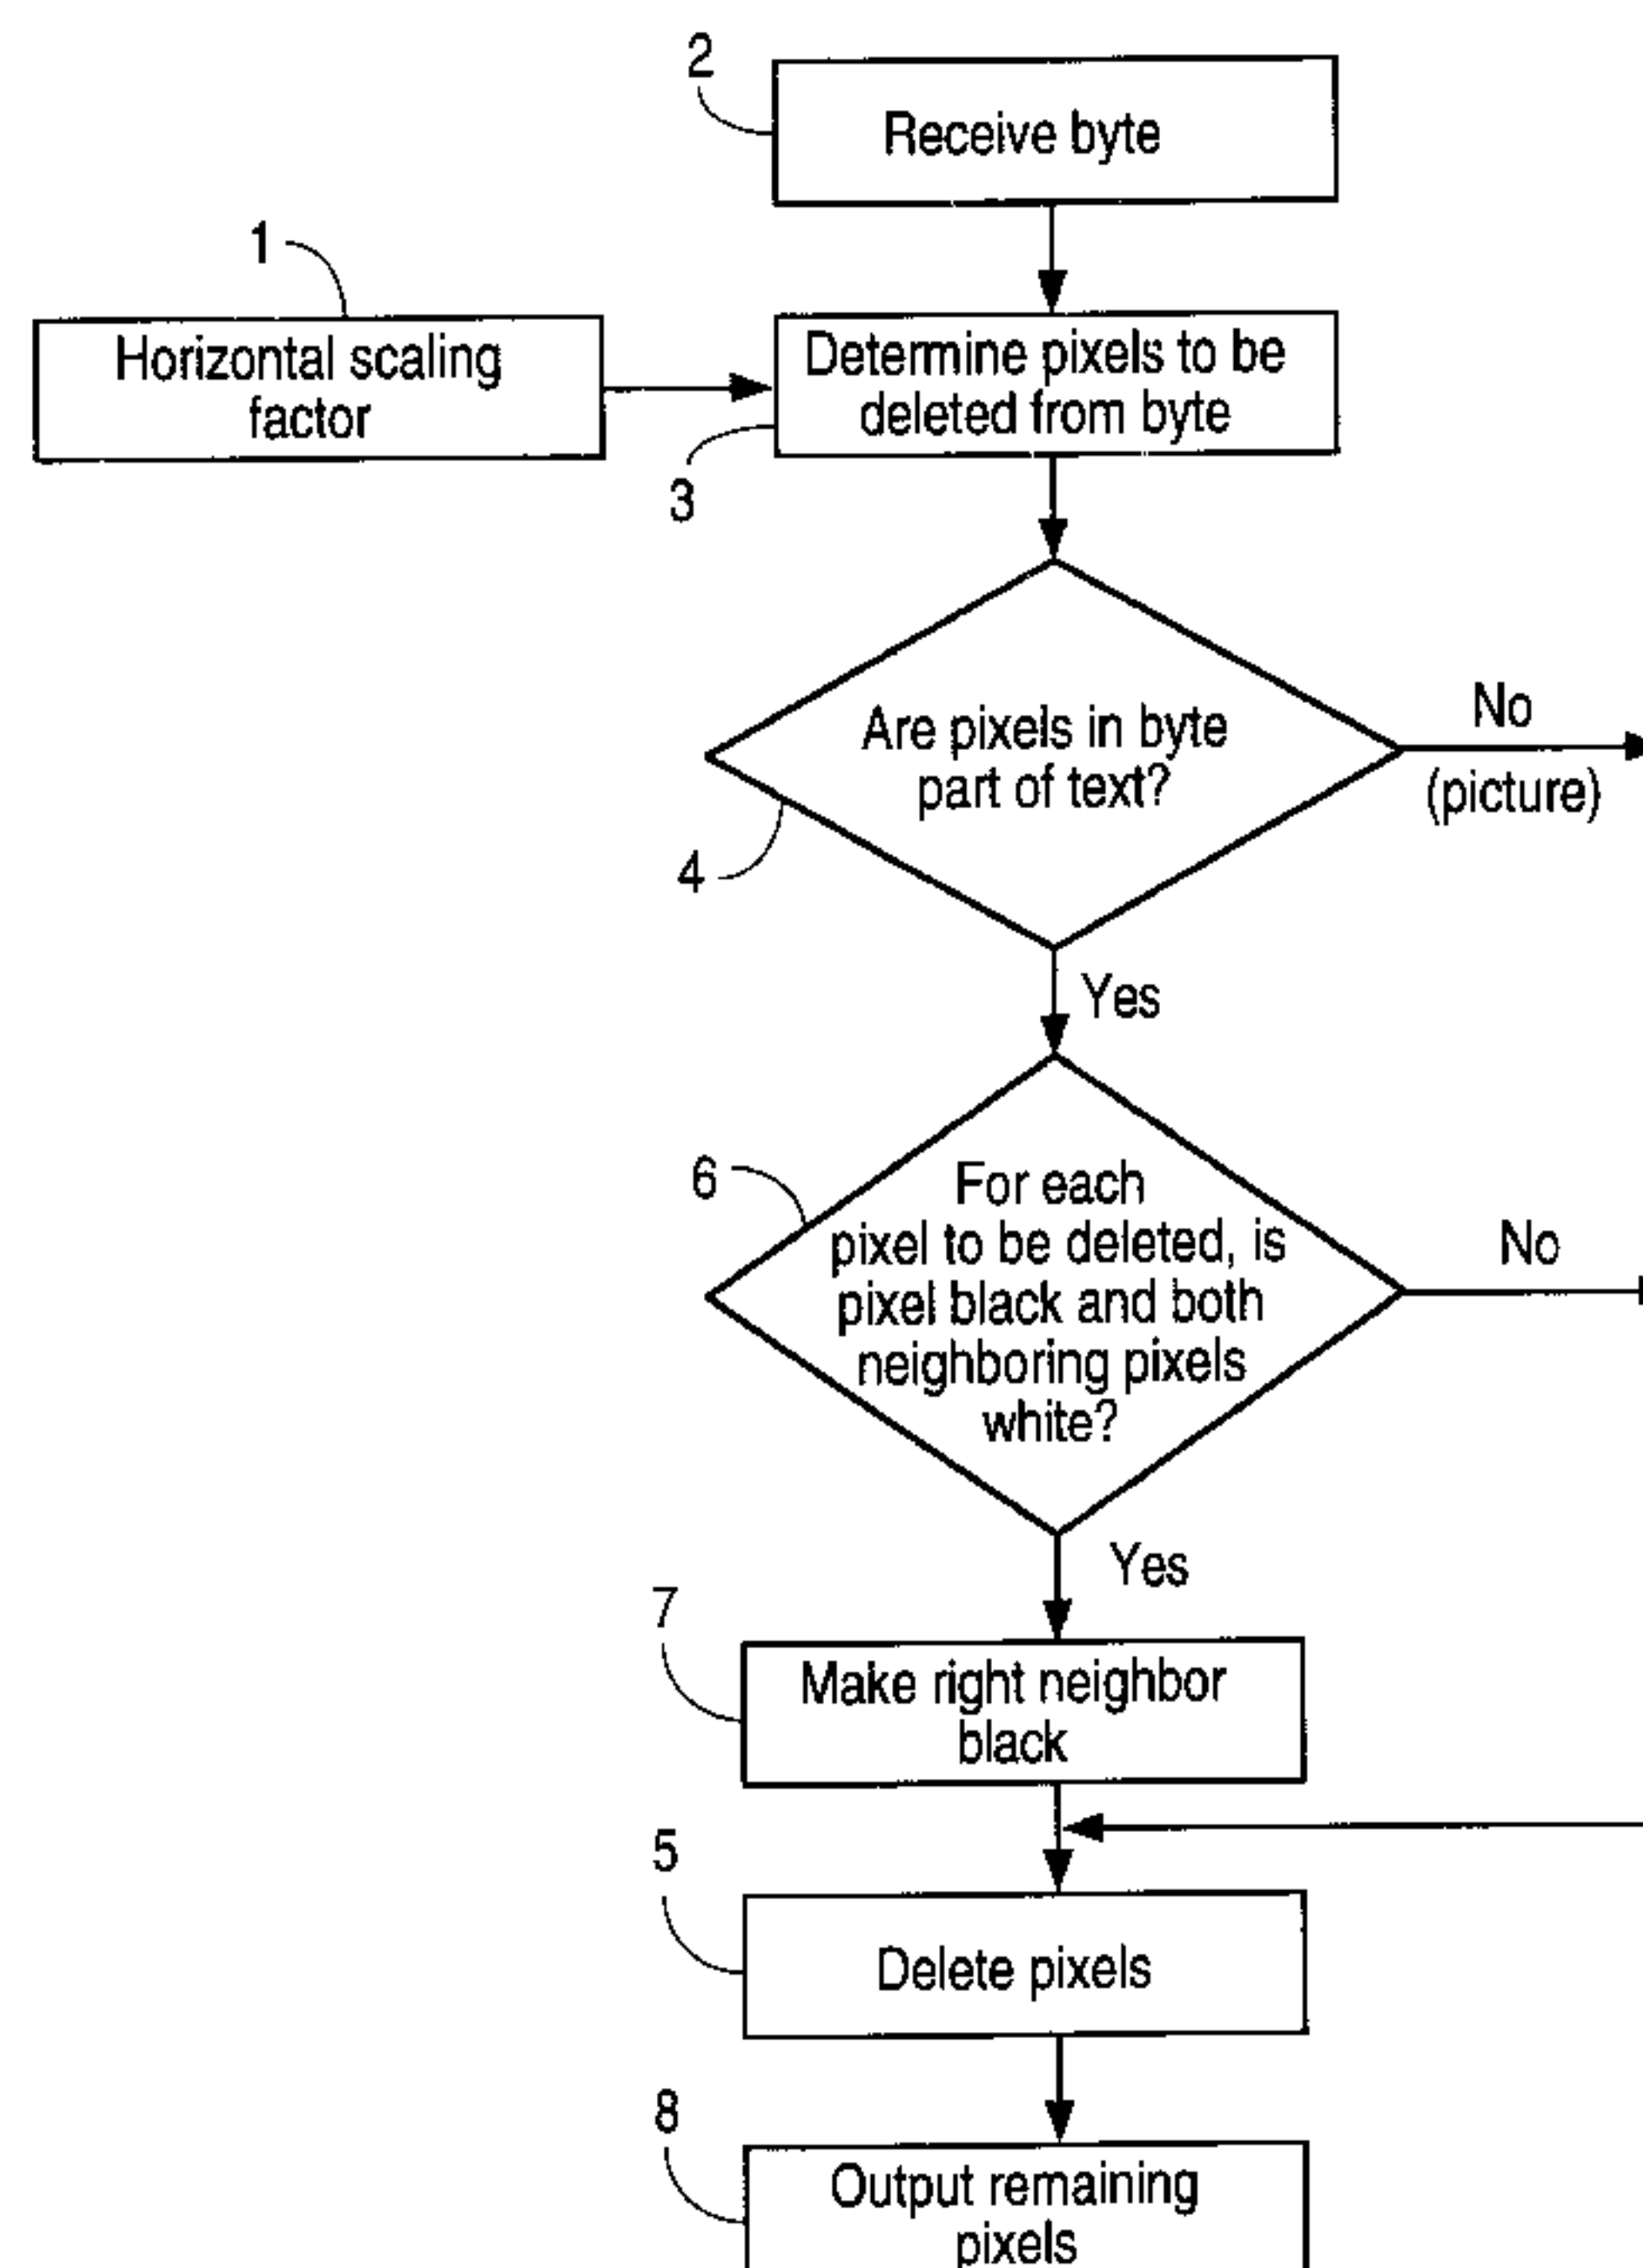 2
Receive byte
1
Horizontal scaling
factor
Determine pixels to be
deleted from byte
3
Are pixels in byte
part of text?
No
(picture)
4
Yes
6
For each
pixel to be deleted, is
pixel black and both
neighboring pixels
white?
No
Yes
7
Make right neighbor
black
5
Delete pixels
8
Output remaining
pixels